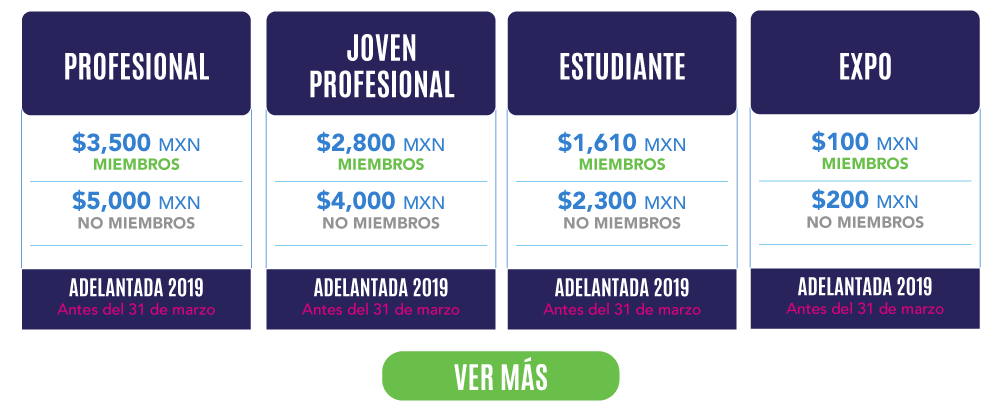 PROFESIONAL
$3,500 MXN
MIEMBROS
$5,000 MXN
NO MIEMBROS
ADELANTADA 2019
Antes del 31 de marzo
JOVEN
PROFESIONAL
$2,800 MXN
MIEMBROS
$4,000 MXN
NO MIEMBROS
ADELANTADA 2019
Antes del 31 de marzo
ESTUDIANTE
$1,610 MXN
MIEMBROS
$2,300 MXN
NO MIEMBROS
ADELANTADA 2019
Antes del 31 de marzo
EXPO
$100 MXN
MIEMBROS
$200 MXN
NO MIEMBROS
ADELANTADA 2019
Antes del 31 de marzo
VER MÁS